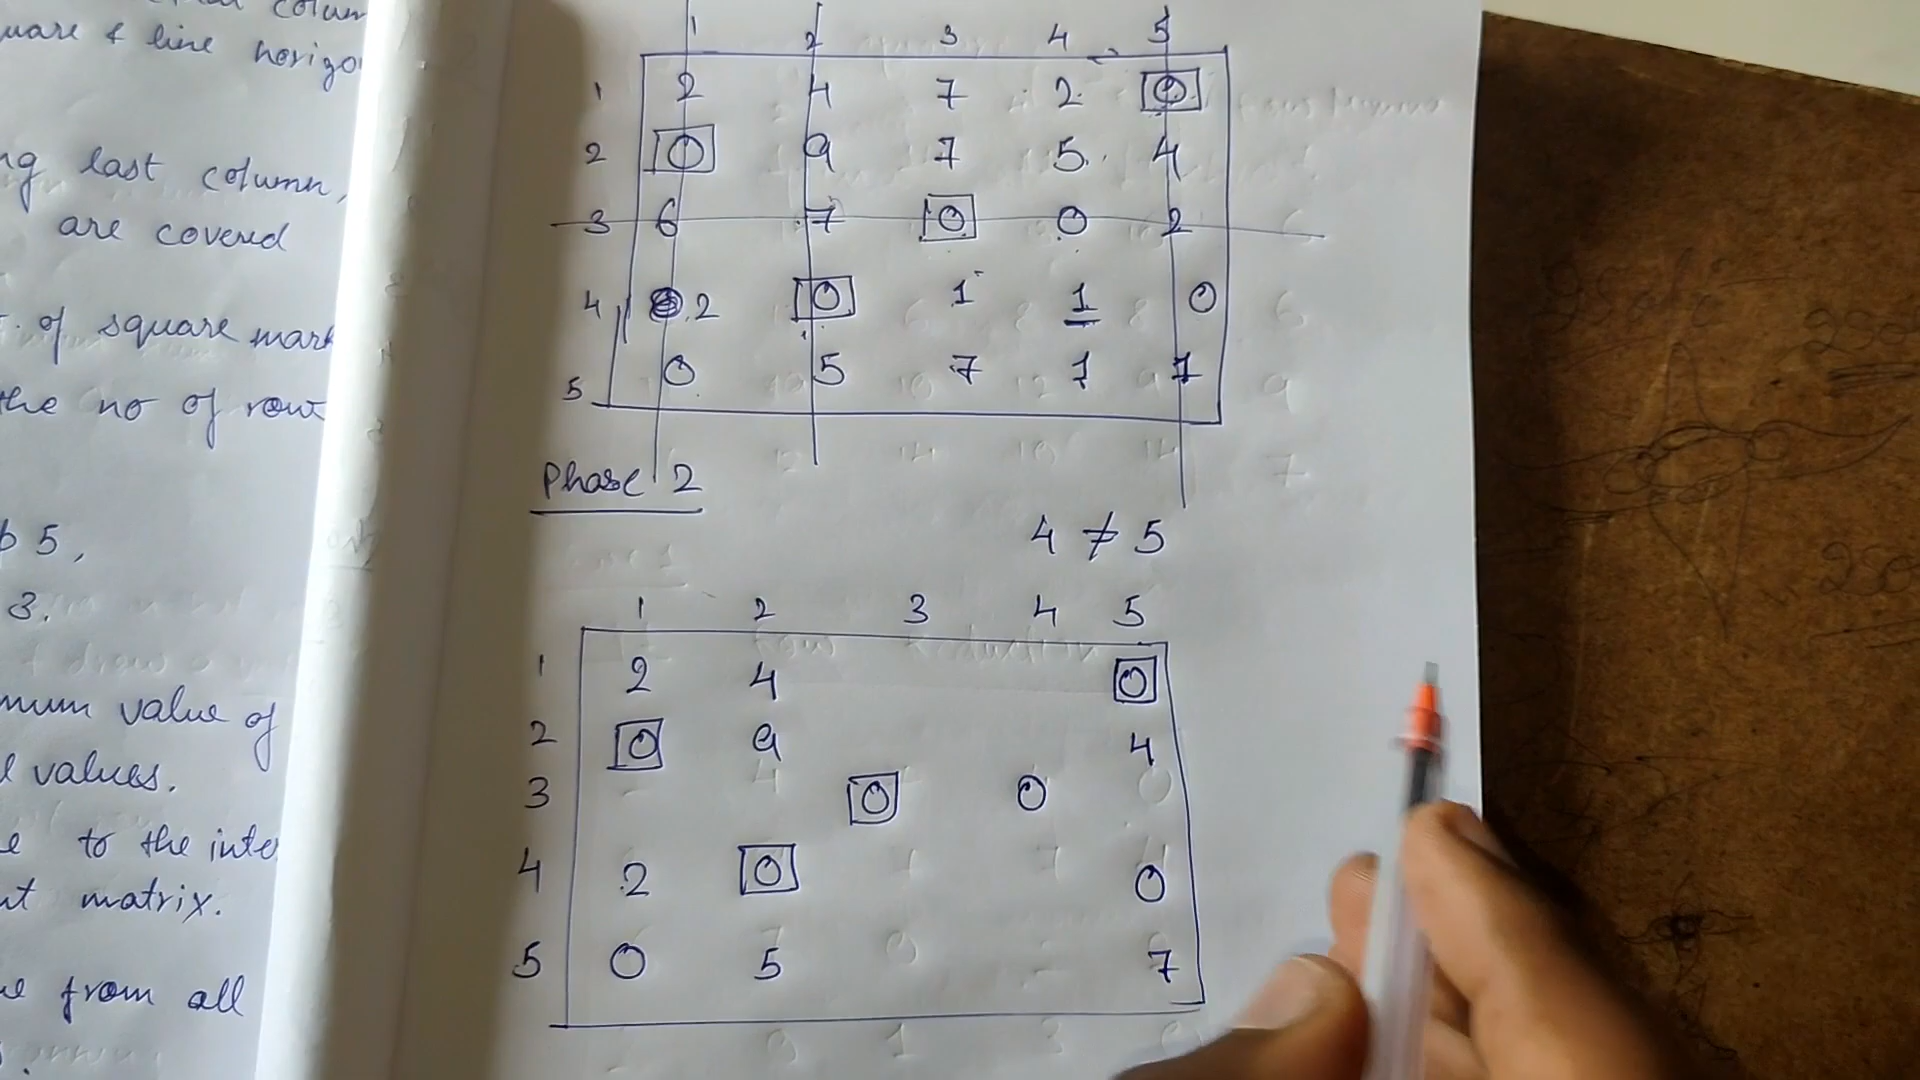 colum
uare & line horizo
ng last column,
are covered
of square mark
the no of row
5,
3.
mum value of
values.
to the inte
matrix.
from all
1 2 3 4 5
1 2 4 7 2 0
2 0 9 7 5 4
3 6 7 0 0 2
4 2 0 1 1 0
5 0 5 7 1 7
Phase 2
4 ≠ 5
1 2 3 4 5
1 2 4 0
2 0 9 4
3 0 0
4 2 0 0
5 0 5 7